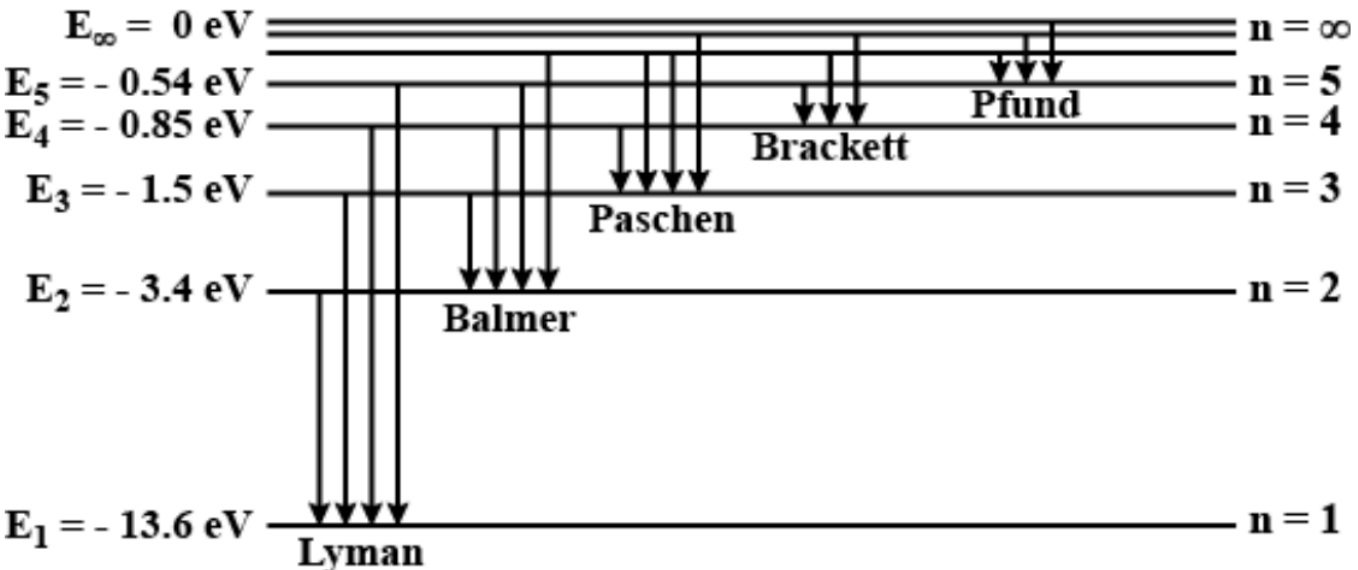 E∞ = 0 eV n = ∞
E5 = - 0.54 eV n = 5
Pfund
E4 = - 0.85 eV n = 4
Brackett
E3 = - 1.5 eV n = 3
Paschen
E2 = - 3.4 eV n = 2
Balmer
E1 = - 13.6 eV n = 1
Lyman